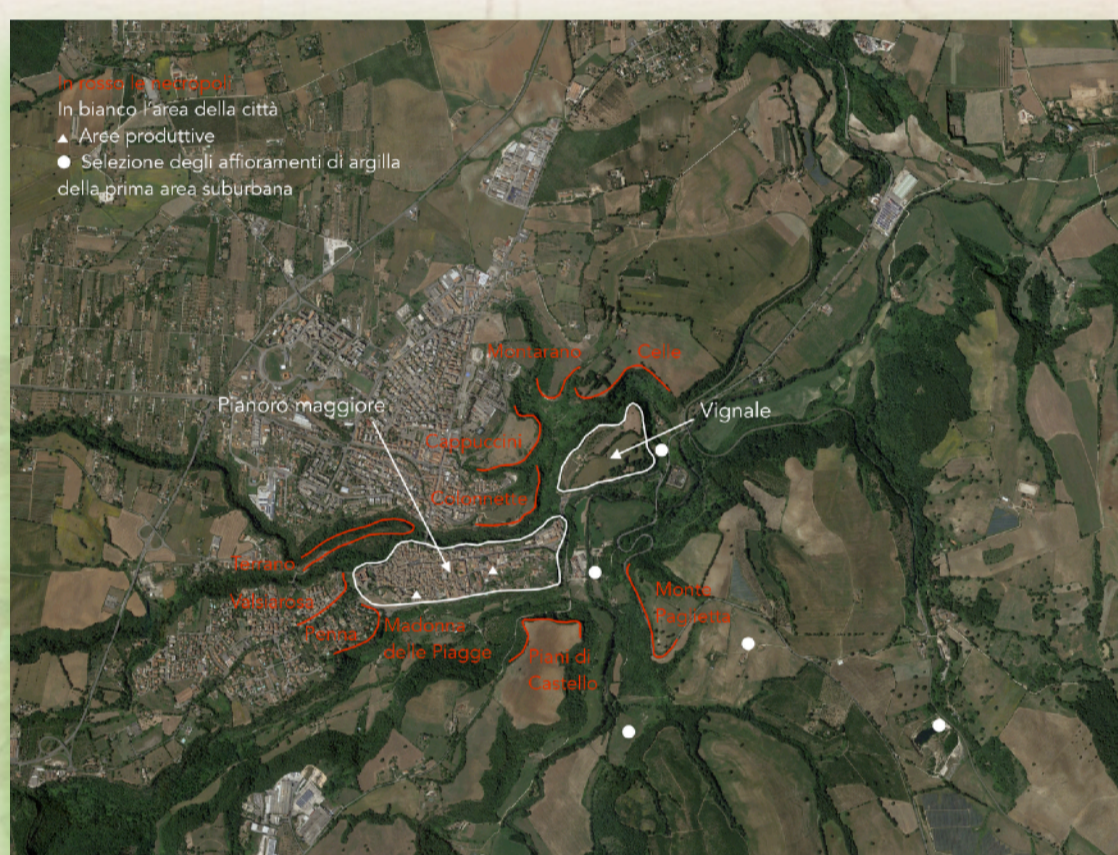 in rosso le necropoli
In bianco l'area della città
Aree produttive
Selezione degli affioramenti di argilla
della prima area suburbana
Montarano
Celle
Pianoro maggiore
Vignale
Cappuccini
Colonnette
Terrano
Valsiarosa
Penna
Madonna
delle Piagge
Monte
Paglietta
Piani di
Castello